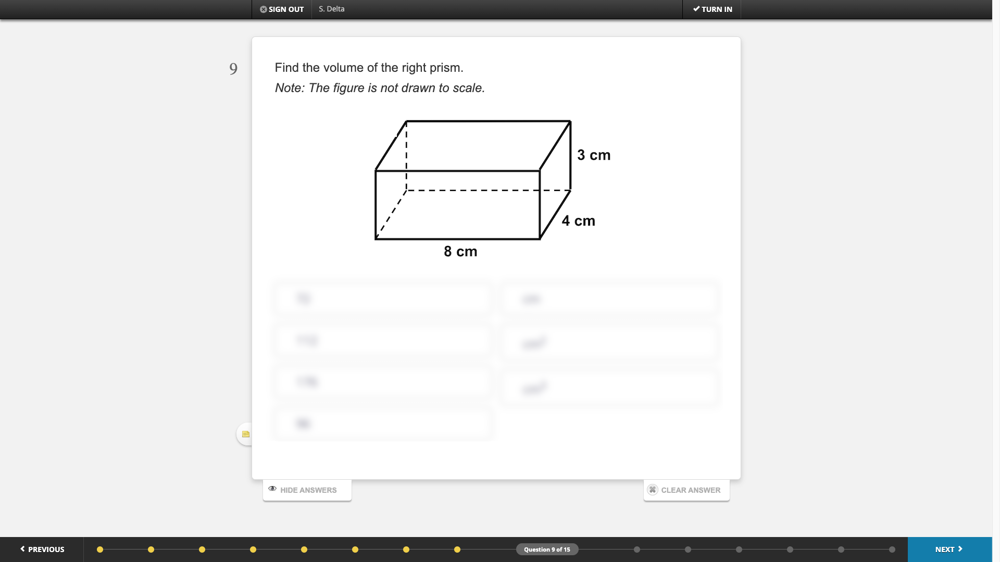 SIGN OUT
S. Delta
TURN IN
9
Find the volume of the right prism.
Note: The figure is not drawn to scale.
3 cm
4 cm
8 cm
HIDE ANSWERS
CLEAR ANSWER
PREVIOUS
Question 9 of 15
NEXT